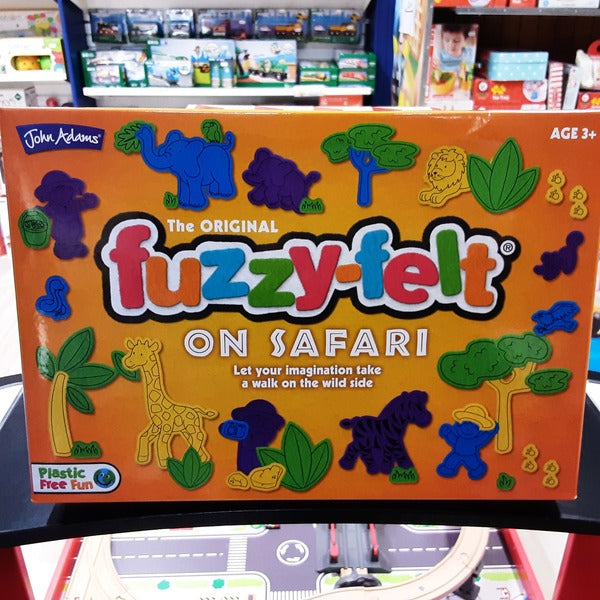 John Adams®
AGE 3+
The ORIGINAL
fuzzy-felt®
ON SAFARI
Let your imagination take
a walk on the wild side
Plastic
Free Fun